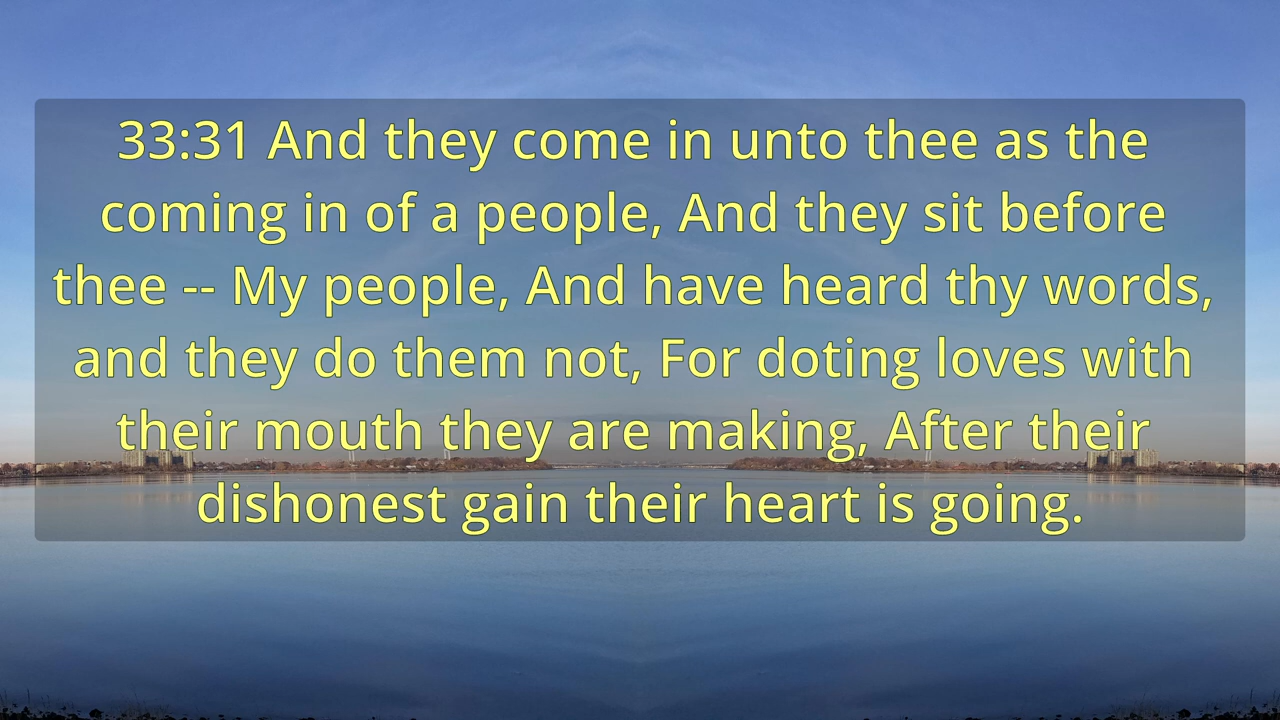 33:31 And they come in unto thee as the
coming in of a people, And they sit before
thee -- My people, And have heard thy words,
and they do them not, For doting loves with
their mouth they are making, After their
dishonest gain their heart is going.